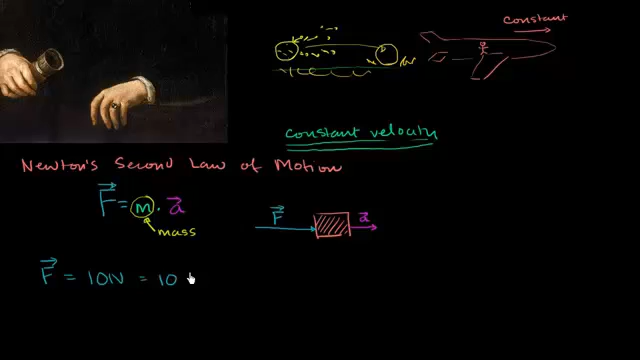 constant
constant velocity
Newton's Second Law of Motion
F⃗ = m · a⃗
mass
F⃗
a⃗
F⃗ = 10N = 10